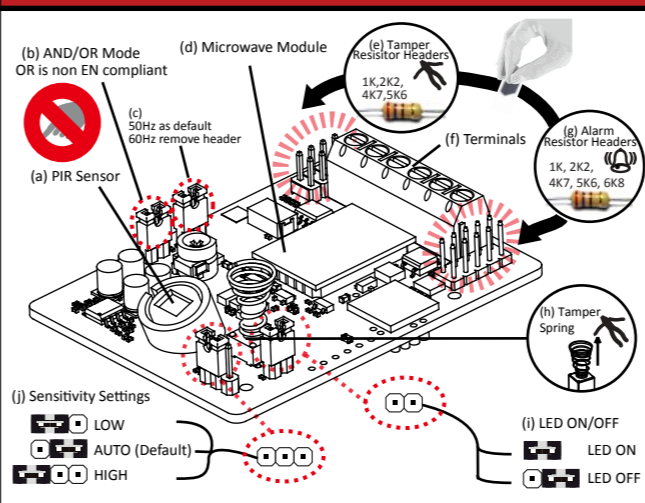 (b) AND/OR Mode
OR is non EN compliant
(c)
50Hz as default
60Hz remove header
(a) PIR Sensor
(d) Microwave Module
(e) Tamper
Resistor Headers
1K,2K2,
4K7,5K6
(f) Terminals
(g) Alarm
Resistor Headers
1K, 2K2,
4K7, 5K6, 6K8
(h) Tamper
Spring
(j) Sensitivity Settings
LOW
AUTO (Default)
HIGH
(i) LED ON/OFF
LED ON
LED OFF